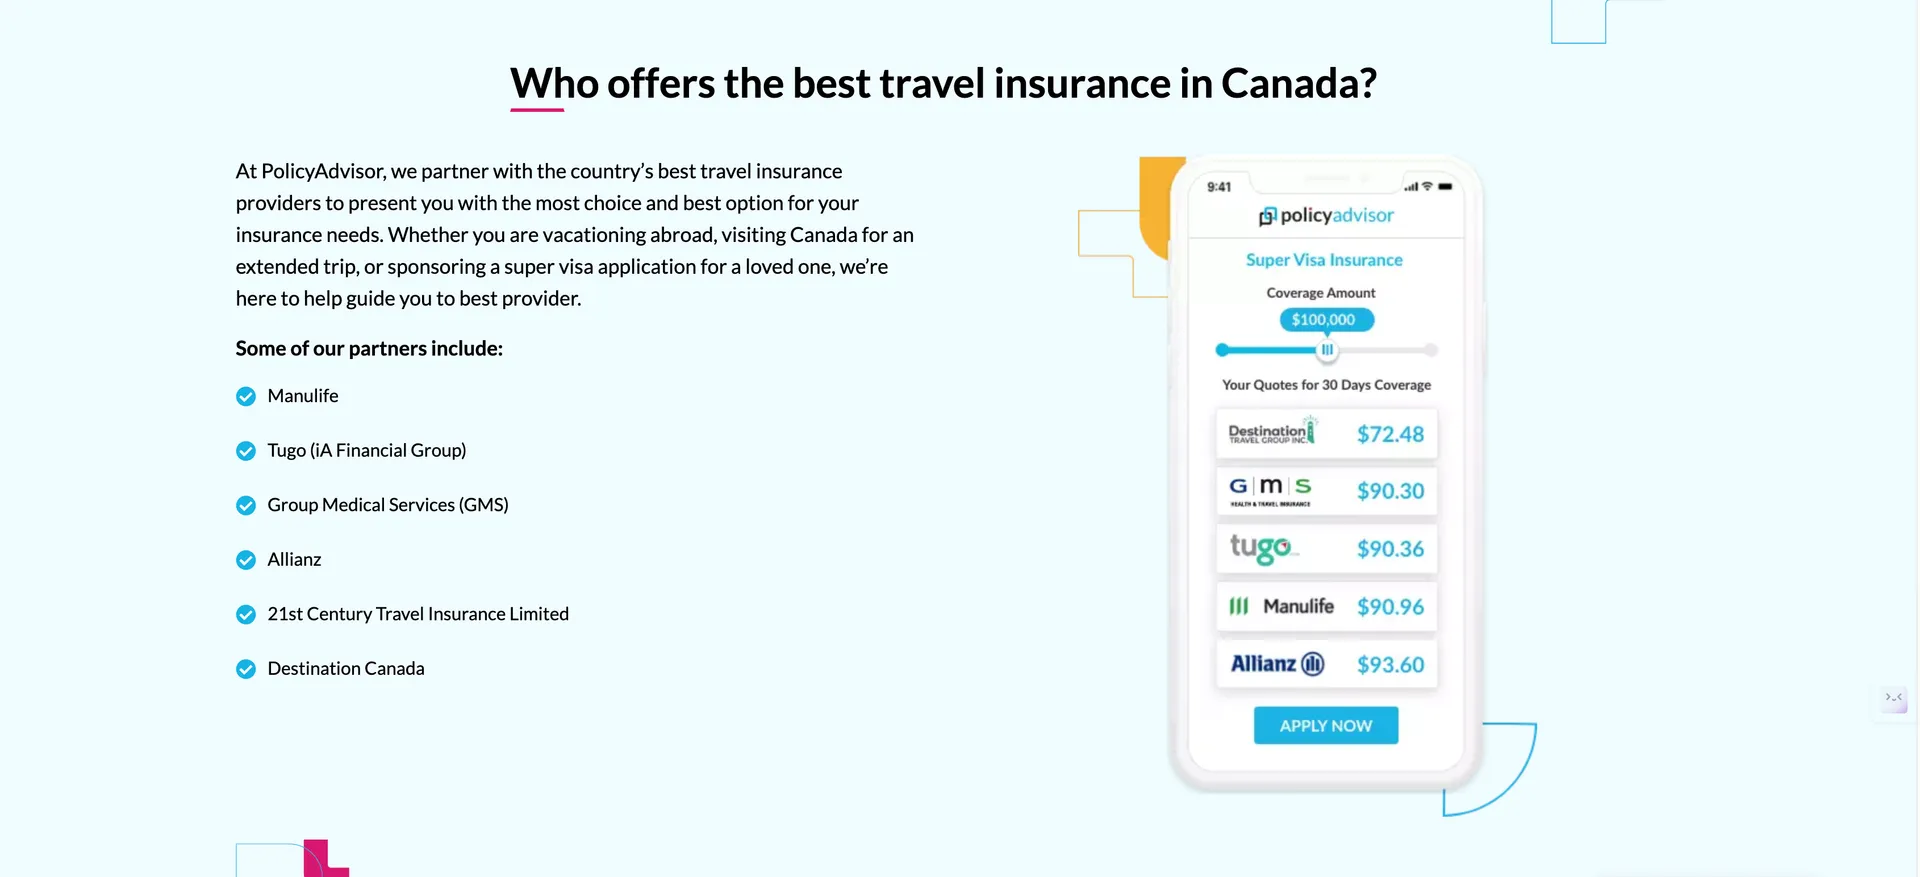 Who offers the best travel insurance in Canada?
At PolicyAdvisor, we partner with the country’s best travel insurance
providers to present you with the most choice and best option for your
insurance needs. Whether you are vacationing abroad, visiting Canada for an
extended trip, or sponsoring a super visa application for a loved one, we’re
here to help guide you to best provider.
Some of our partners include:
Manulife
Tugo (iA Financial Group)
Group Medical Services (GMS)
Allianz
21st Century Travel Insurance Limited
Destination Canada
9:41
policyadvisor
Super Visa Insurance
Coverage Amount
$100,000
Your Quotes for 30 Days Coverage
Destination
TRAVEL GROUP INC.
$72.48
G|m|S
HEALTH & TRAVEL INSURANCE
$90.30
tugo
$90.36
Manulife $90.96
Allianz $93.60
APPLY NOW